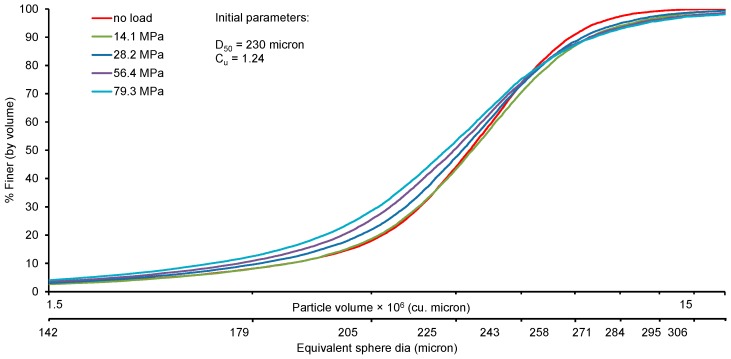 100
90
80
70
60
50
40
30
20
10
0
% Finer (by volume)
no load
14.1 MPa
28.2 MPa
56.4 MPa
79.3 MPa
Initial parameters:
D50 = 230 micron
Cu = 1.24
1.5 Particle volume × 10⁶ (cu. micron) 15
142 179 205 225 243 258 271 284 295 306
Equivalent sphere dia (micron)